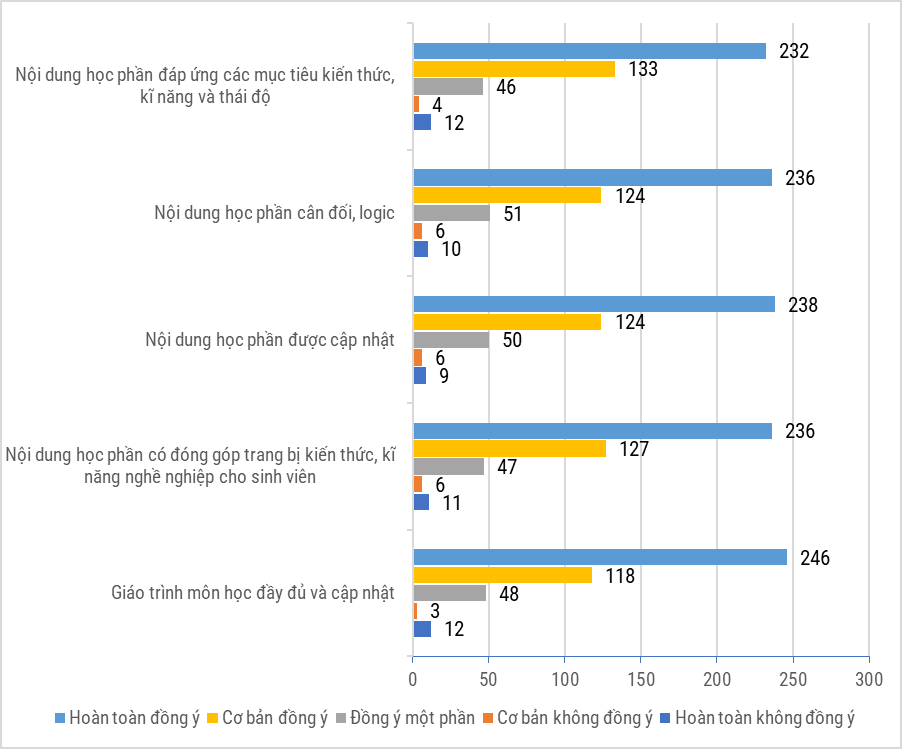 Nội dung học phần đáp ứng các mục tiêu kiến thức,
kĩ năng và thái độ
232
133
46
4
12
Nội dung học phần cân đối, logic
236
124
51
6
10
Nội dung học phần được cập nhật
238
124
50
6
9
Nội dung học phần có đóng góp trang bị kiến thức, kĩ
năng nghề nghiệp cho sinh viên
236
127
47
6
11
Giáo trình môn học đầy đủ và cập nhật
246
118
48
3
12
0 50 100 150 200 250 300
Hoàn toàn đồng ý Cơ bản đồng ý Đồng ý một phần Cơ bản không đồng ý Hoàn toàn không đồng ý